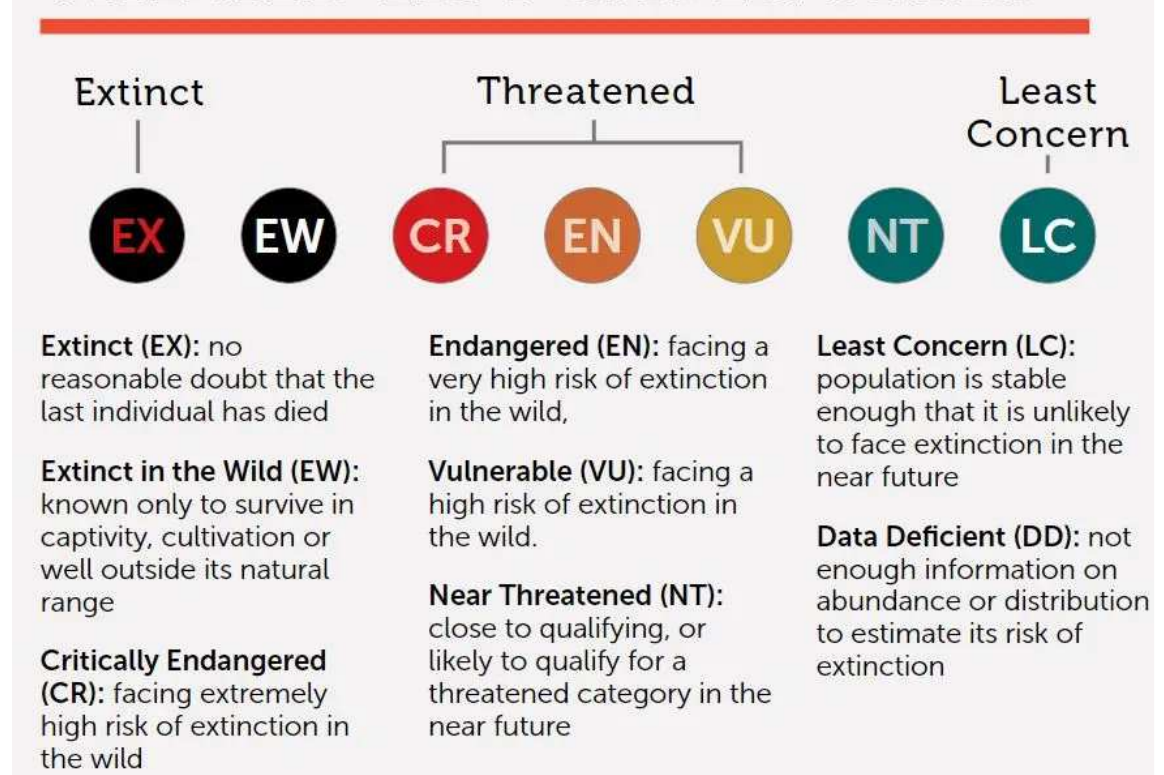 Extinct
Threatened
Least
Concern
EX
EW
CR
EN
VU
NT
LC
Extinct (EX): no
reasonable doubt that the
last individual has died
Extinct in the Wild (EW):
known only to survive in
captivity, cultivation or
well outside its natural
range
Critically Endangered
(CR): facing extremely
high risk of extinction in
the wild
Endangered (EN): facing a
very high risk of extinction
in the wild,
Vulnerable (VU): facing a
high risk of extinction in
the wild.
Near Threatened (NT):
close to qualifying, or
likely to qualify for a
threatened category in the
near future
Least Concern (LC):
population is stable
enough that it is unlikely
to face extinction in the
near future
Data Deficient (DD): not
enough information on
abundance or distribution
to estimate its risk of
extinction